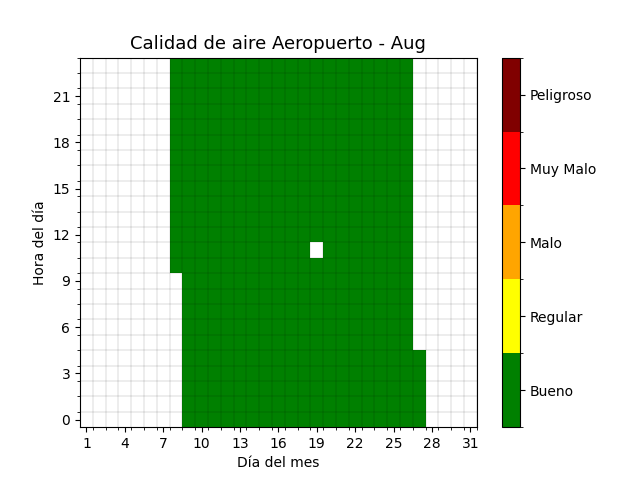 Calidad de aire Aeropuerto - Aug
Hora del día
21
18
15
12
9
6
3
0
1 4 7 10 13 16 19 22 25 28 31
Día del mes
Peligroso
Muy Malo
Malo
Regular
Bueno